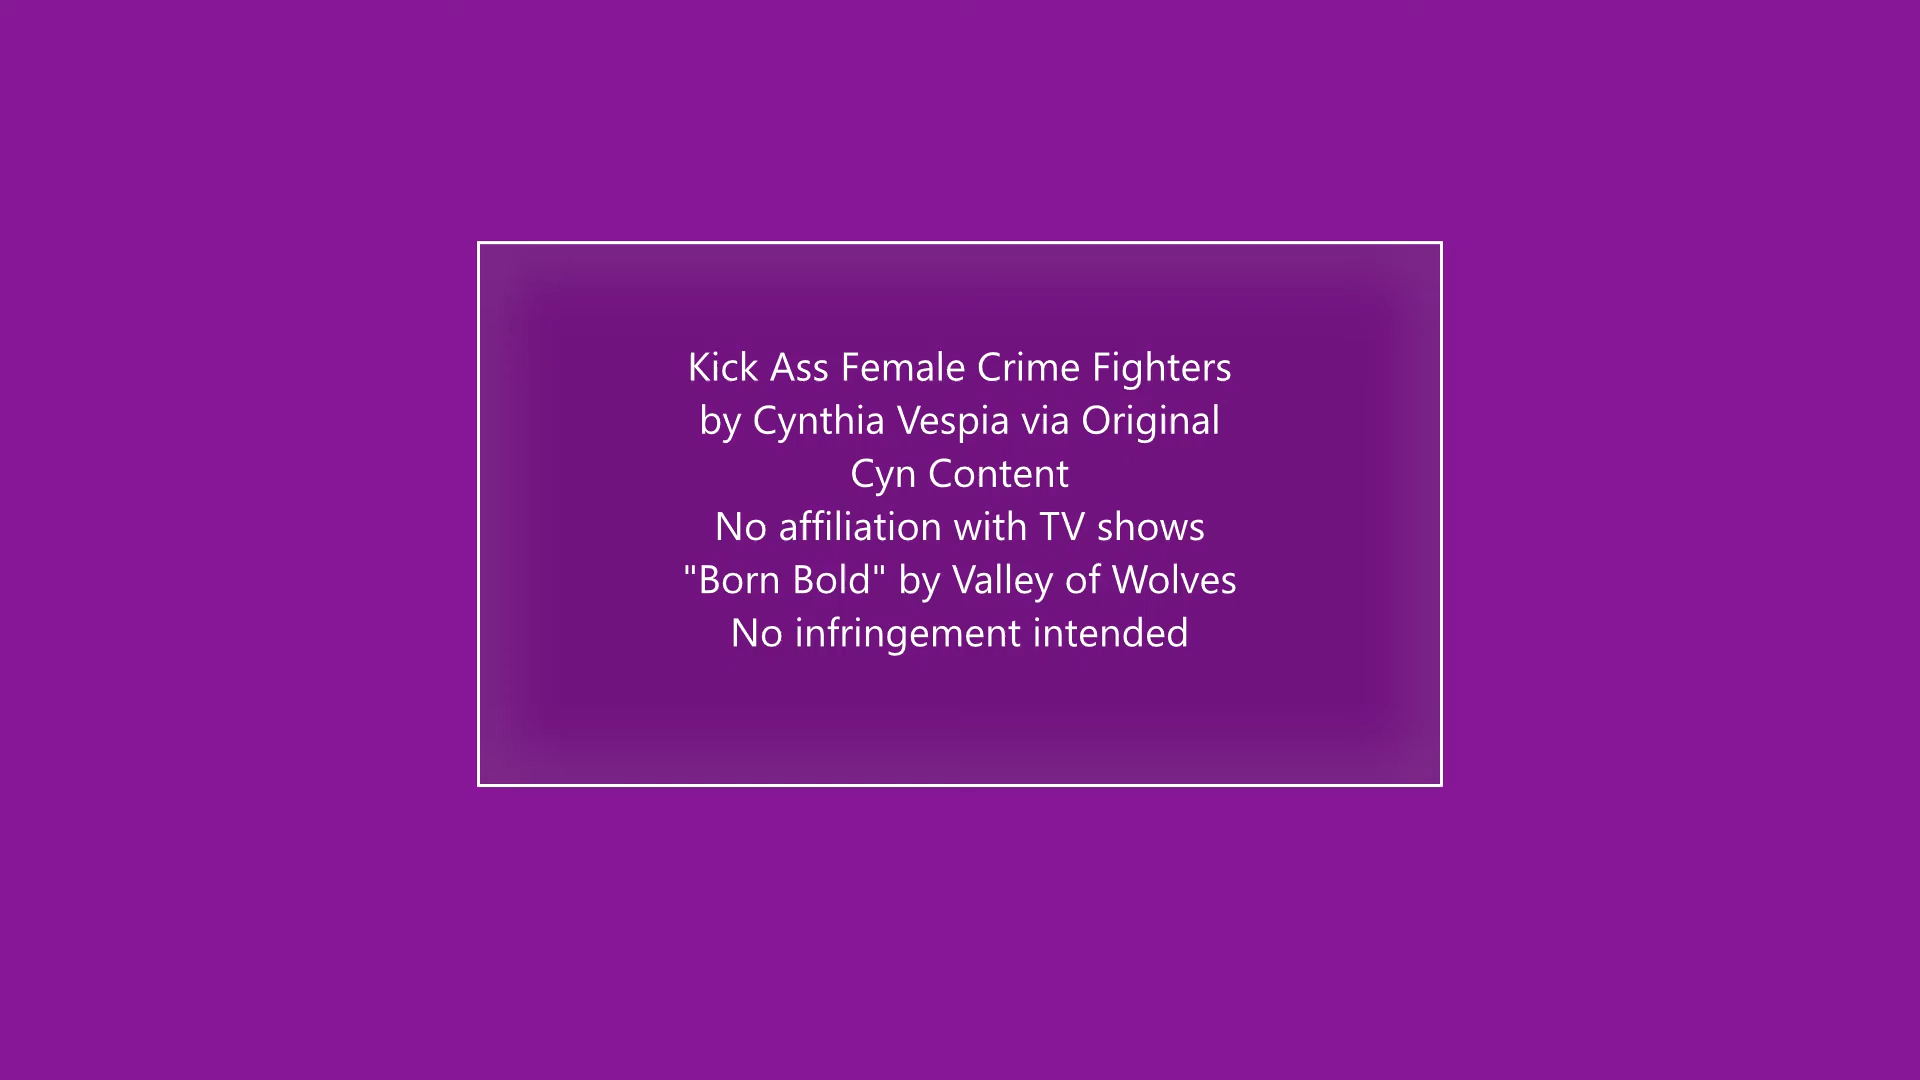 Kick Ass Female Crime Fighters
by Cynthia Vespia via Original
Cyn Content
No affiliation with TV shows
"Born Bold" by Valley of Wolves
No infringement intended